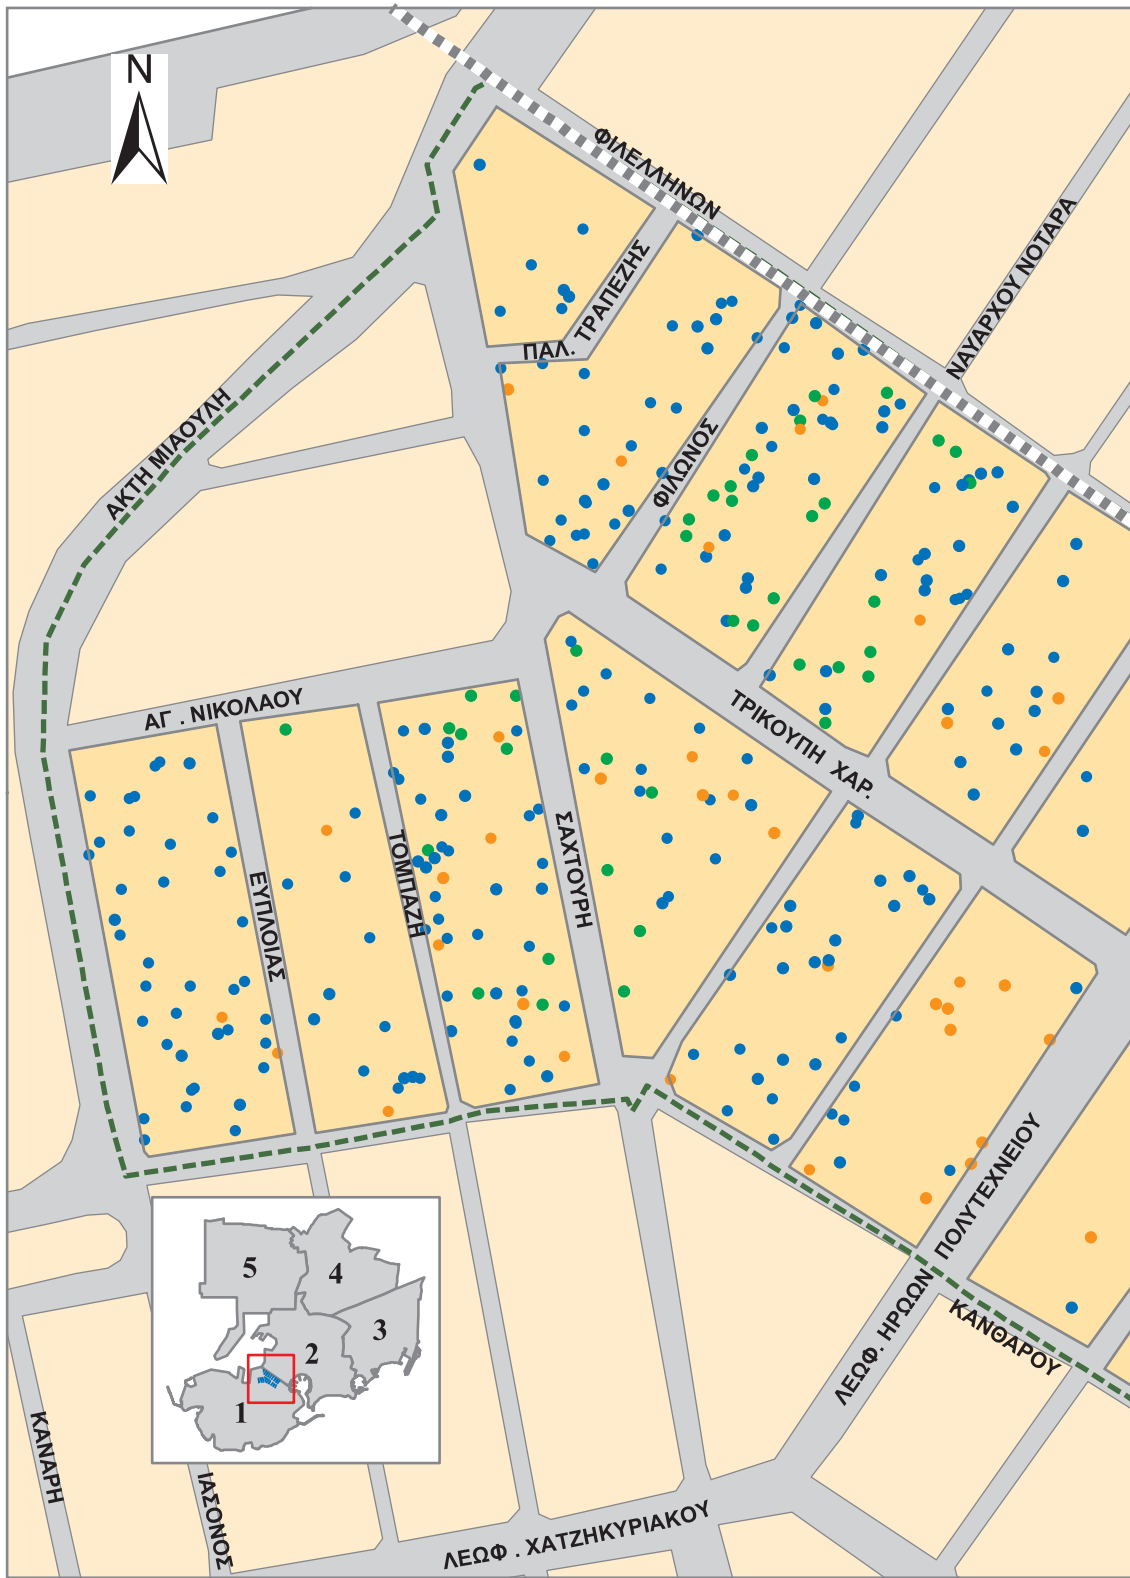 N
ΦΙΛΕΛΛΗΝΩΝ
ΝΑΥΑΡΧΟΥ ΝΟΤΑΡΑ
ΠΑΛ. ΤΡΑΠΕΖΗΣ
ΑΚΤΗ ΜΙΑΟΥΛΗ
ΦΙΛΩΝΟΣ
ΑΓ . ΝΙΚΟΛΑΟΥ
ΤΡΙΚΟΥΠΗ ΧΑΡ.
ΣΑΧΤΟΥΡΗ
ΤΟΜΠΑΖΗ
ΕΥΠΛΟΙΑΣ
ΛΕΩΦ. ΗΡΩΩΝ ΠΟΛΥΤΕΧΝΕΙΟΥ
ΚΑΝΘΑΡΟΥ
5
4
3
2
1
ΚΑΝΑΡΗ
ΙΑΣΟΝΟΣ
ΛΕΩΦ . ΧΑΤΖΗΚΥΡΙΑΚΟΥ